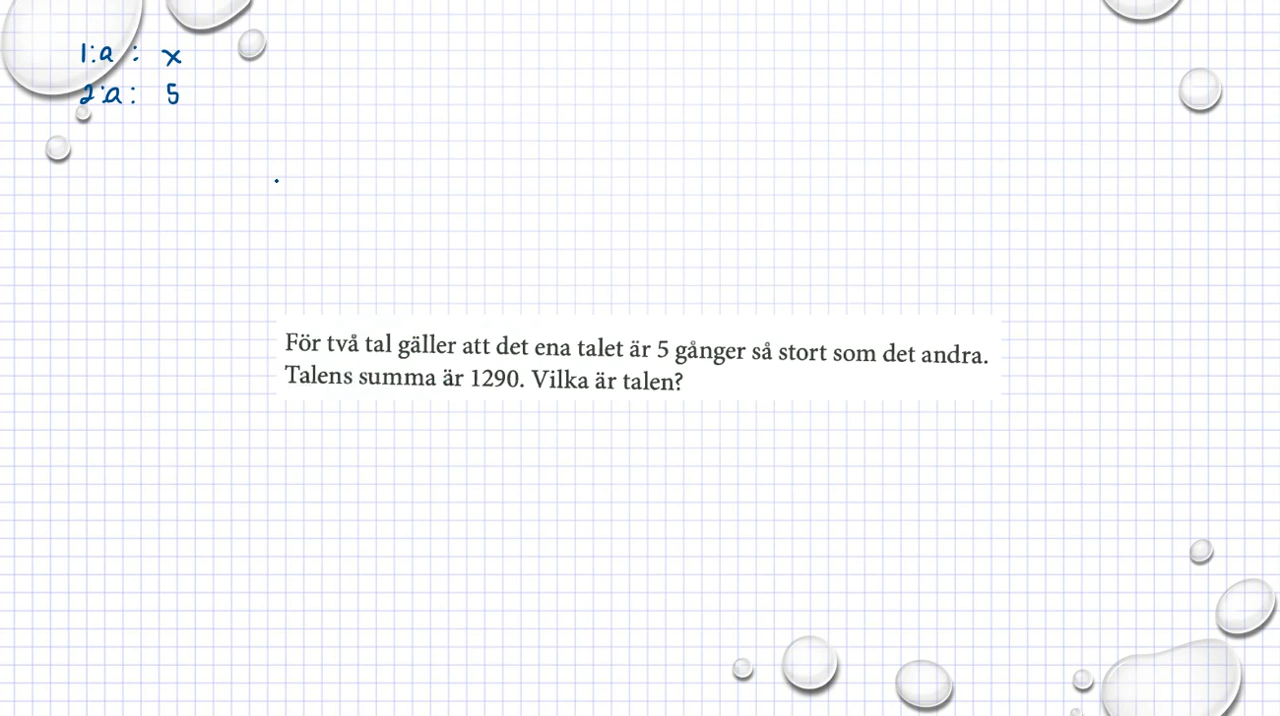 1:a : x
2:a : 5
För två tal gäller att det ena talet är 5 gånger så stort som det andra.
Talens summa är 1290. Vilka är talen?